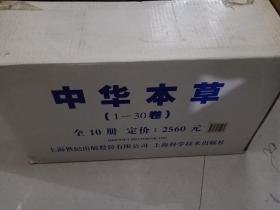 中华本草
(1—30卷)
全10册 定价：2560元
上海世纪出版股份有限公司 上海科学技术出版社